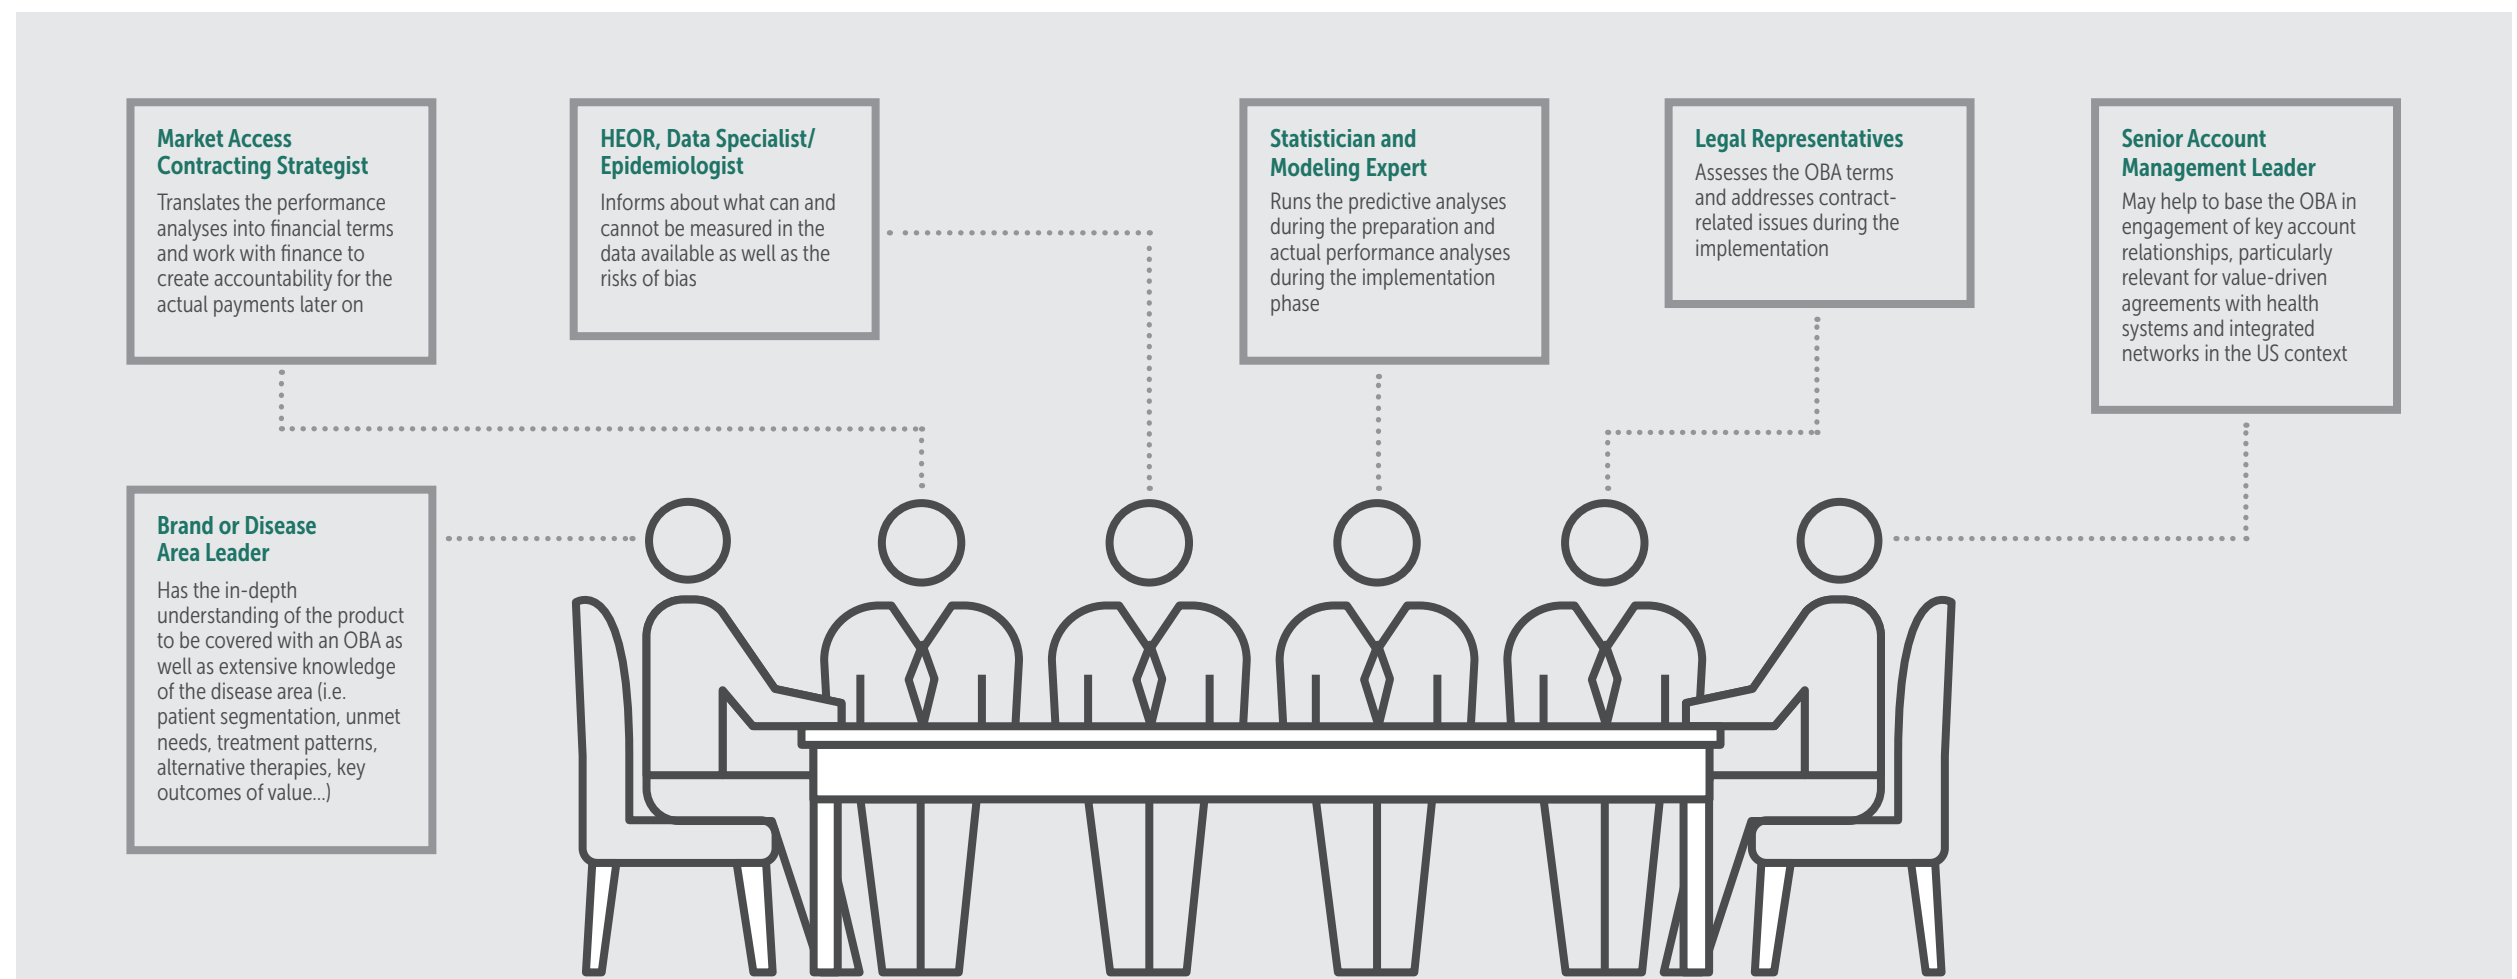 Market Access
Contracting Strategist
Translates the performance
analyses into financial terms
and work with finance to
create accountability for the
actual payments later on
HEOR, Data Specialist/
Epidemiologist
Informs about what can and
cannot be measured in the
data available as well as the
risks of bias
Statistician and
Modeling Expert
Runs the predictive analyses
during the preparation and
actual performance analyses
during the implementation
phase
Legal Representatives
Assesses the OBA terms
and addresses contract-
related issues during the
implementation
Senior Account
Management Leader
May help to base the OBA in
engagement of key account
relationships, particularly
relevant for value-driven
agreements with health
systems and integrated
networks in the US context
Brand or Disease
Area Leader
Has the in-depth
understanding of the product
to be covered with an OBA as
well as extensive knowledge
of the disease area (i.e.
patient segmentation, unmet
needs, treatment patterns,
alternative therapies, key
outcomes of value...)